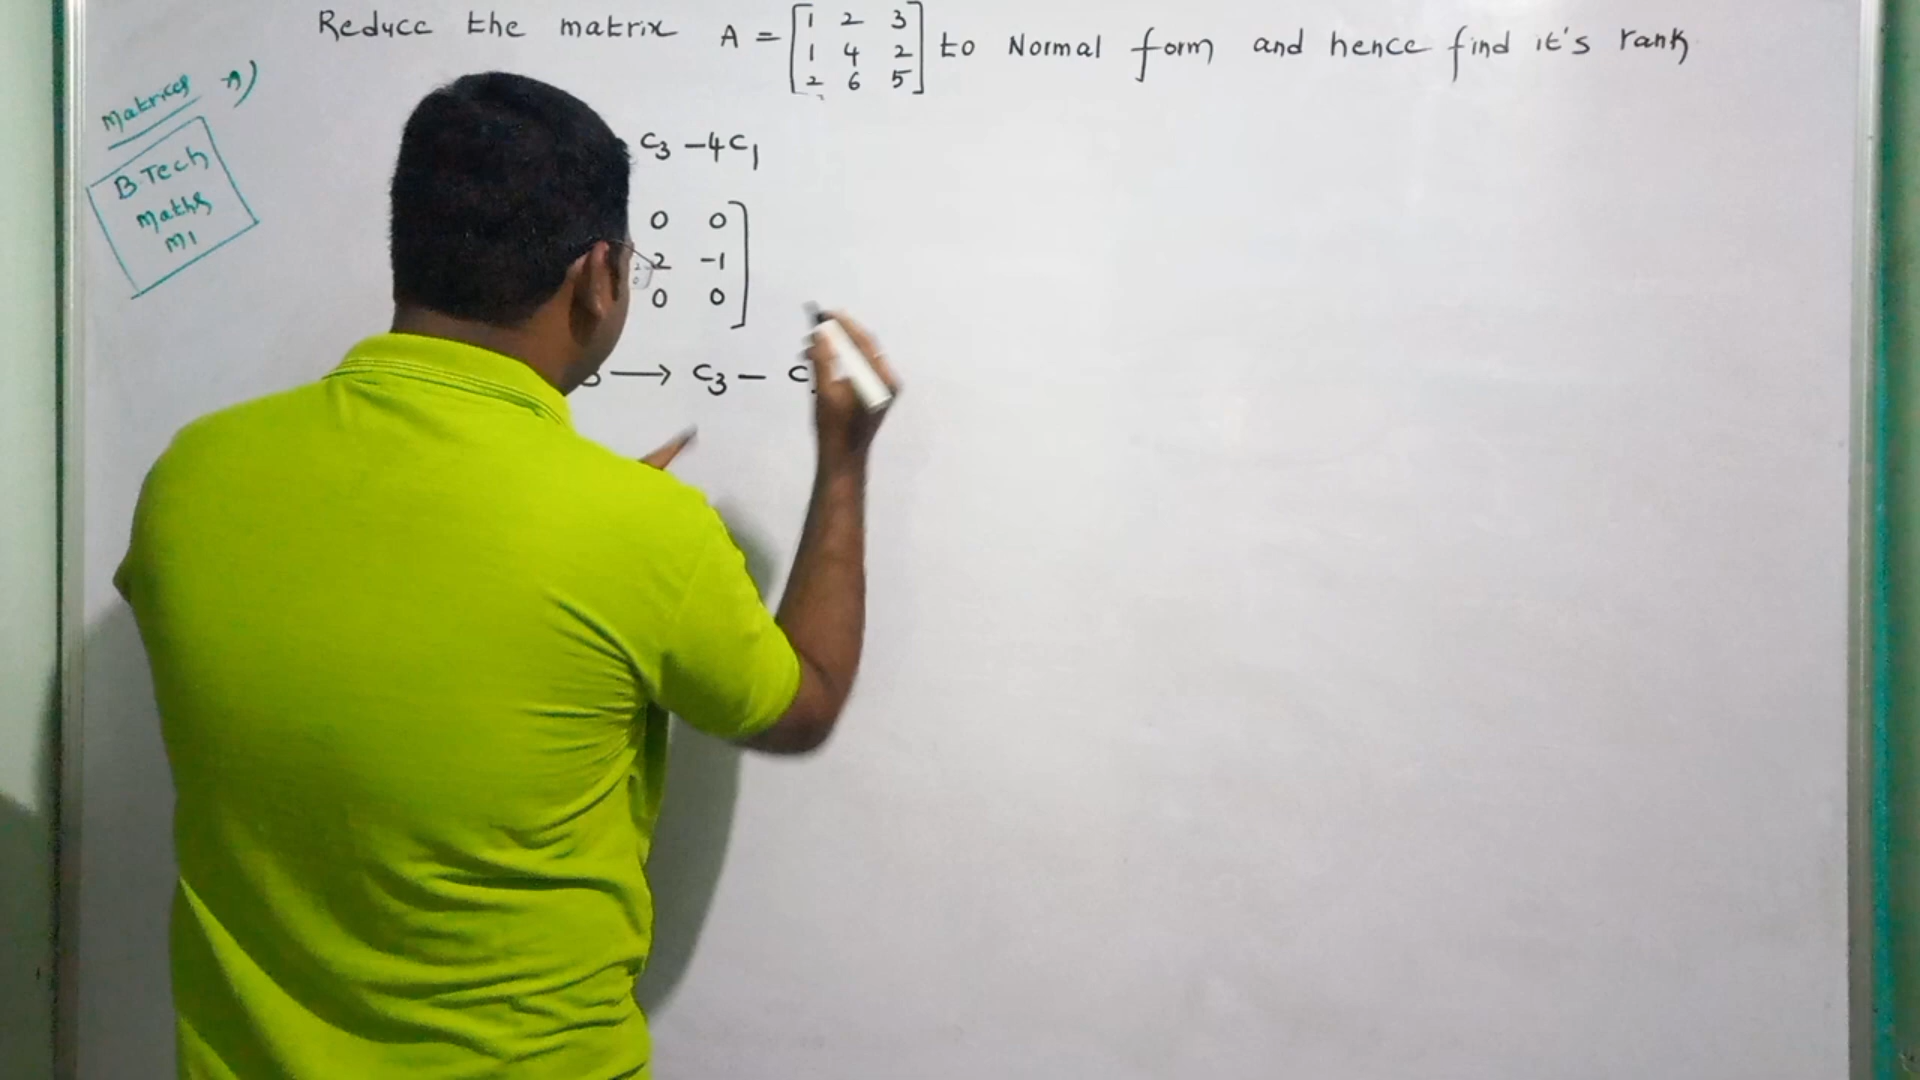 Reduce the matrix A = [1 2 3
1 4 2
2 6 5] to Normal form and hence find it's rank
Matrices
B.Tech
Maths
M1
C3 -4C1
0 0
2 -1
0 0]
→ C3 - C